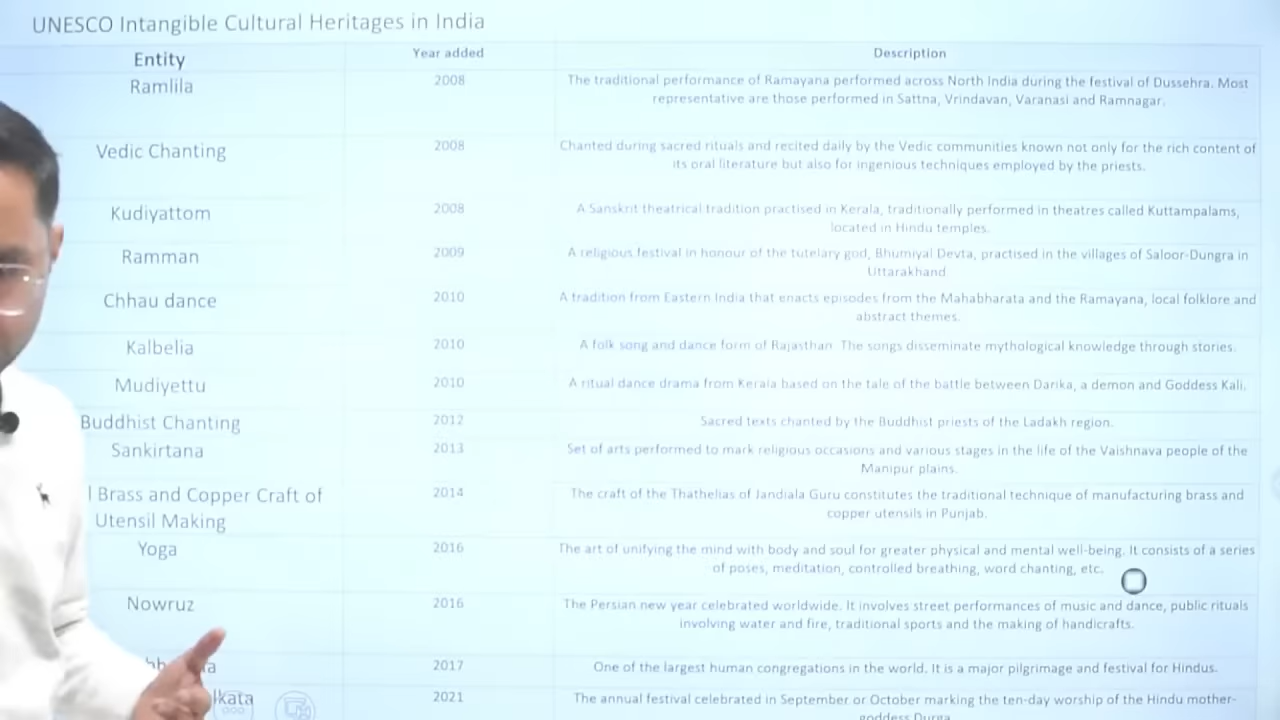 UNESCO Intangible Cultural Heritages in India
Entity Year added Description
Ramlila 2008 The traditional performance of Ramayana performed across North India during the festival of Dussehra. Most
representative are those performed in Sattna, Vrindavan, Varanasi and Ramnagar.
Vedic Chanting 2008 Chanted during sacred rituals and recited daily by the Vedic communities known not only for the rich content of
its oral literature but also for ingenious techniques employed by the priests.
Kudiyattom 2008 A Sanskrit theatrical tradition practised in Kerala, traditionally performed in theatres called Kuttampalams,
located in Hindu temples.
Ramman 2009 A religious festival in honour of the tutelary god, Bhumiyal Devta, practised in the villages of Saloor-Dungra in
Uttarakhand
Chhau dance 2010 A tradition from Eastern India that enacts episodes from the Mahabharata and the Ramayana, local folklore and
abstract themes.
Kalbelia 2010 A folk song and dance form of Rajasthan. The songs disseminate mythological knowledge through stories.
Mudiyettu 2010 A ritual dance drama from Kerala based on the tale of the battle between Darika, a demon and Goddess Kali.
Buddhist Chanting 2012 Sacred texts chanted by the Buddhist priests of the Ladakh region.
Sankirtana 2013 Set of arts performed to mark religious occasions and various stages in the life of the Vaishnava people of the
Manipur plains.
Brass and Copper Craft of 2014 The craft of the Thathelias of Jandiala Guru constitutes the traditional technique of manufacturing brass and
Utensil Making copper utensils in Punjab.
Yoga 2016 The art of unifying the mind with body and soul for greater physical and mental well-being. It consists of a series
of poses, meditation, controlled breathing, word chanting, etc.
Nowruz 2016 The Persian new year celebrated worldwide. It involves street performances of music and dance, public rituals
involving water and fire, traditional sports and the making of handicrafts.
2017 One of the largest human congregations in the world. It is a major pilgrimage and festival for Hindus.
lkata 2021 The annual festival celebrated in September or October marking the ten-day worship of the Hindu mother-
goddess Durga